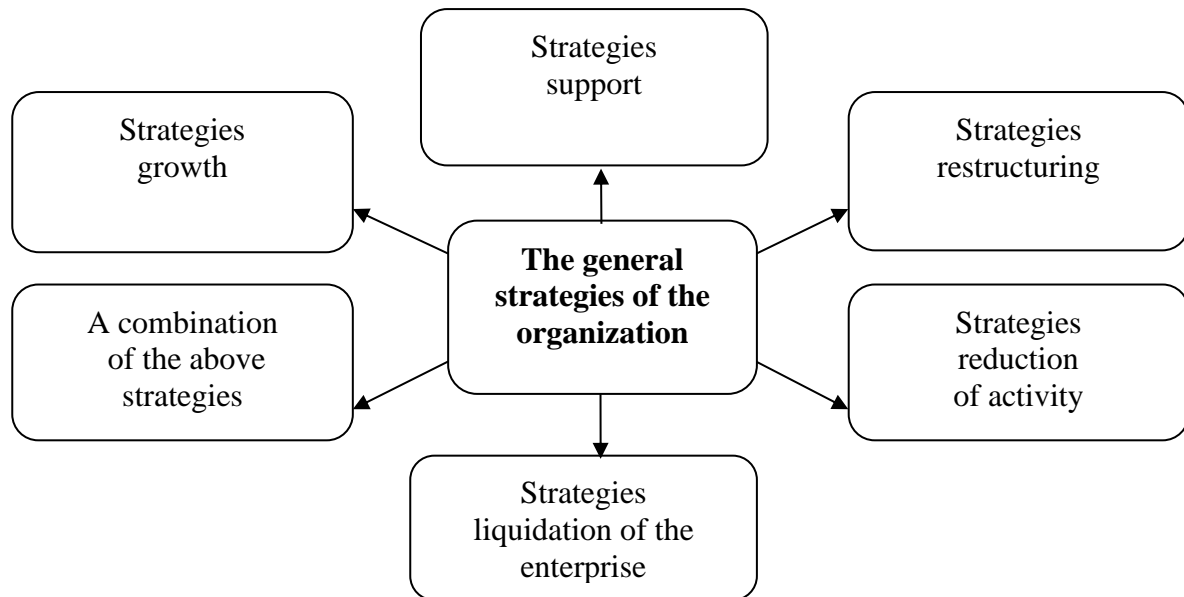 Strategies
support
Strategies
growth
Strategies
restructuring
The general
strategies of the
organization
A combination
of the above
strategies
Strategies
reduction
of activity
Strategies
liquidation of the
enterprise